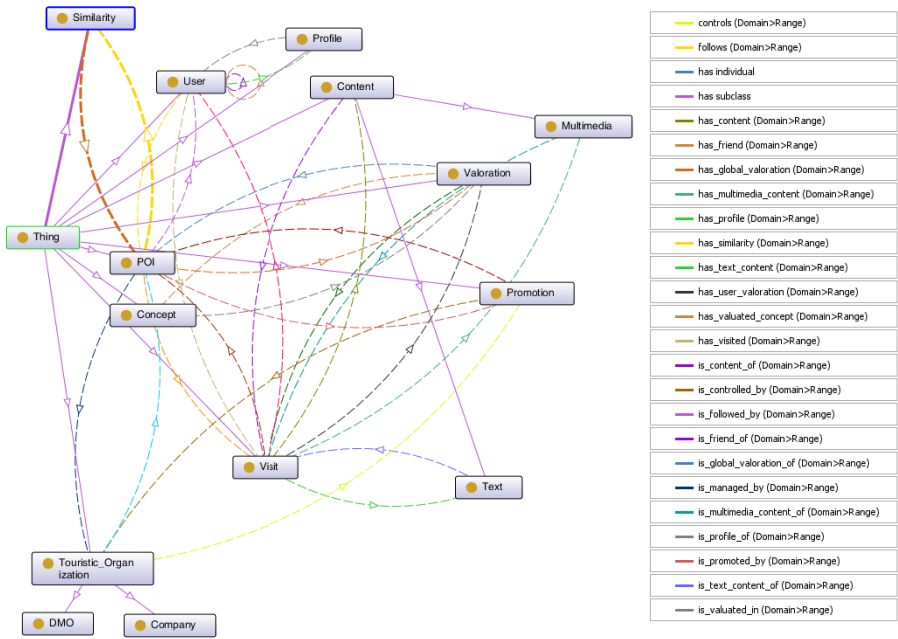 Similarity
Profile
User
Content
Multimedia
Valoration
Thing
POI
Promotion
Concept
Visit
Text
Touristic_Organ
ization
DMO
Company
controls (Domain>Range)
follows (Domain>Range)
has individual
has subclass
has_content (Domain>Range)
has_friend (Domain>Range)
has_global_valoration (Domain>Range)
has_multimedia_content (Domain>Range)
has_profile (Domain>Range)
has_similarity (Domain>Range)
has_text_content (Domain>Range)
has_user_valoration (Domain>Range)
has_valuated_concept (Domain>Range)
has_visited (Domain>Range)
is_content_of (Domain>Range)
is_controlled_by (Domain>Range)
is_followed_by (Domain>Range)
is_friend_of (Domain>Range)
is_global_valoration_of (Domain>Range)
is_managed_by (Domain>Range)
is_multimedia_content_of (Domain>Range)
is_profile_of (Domain>Range)
is_promoted_by (Domain>Range)
is_text_content_of (Domain>Range)
is_valuated_in (Domain>Range)